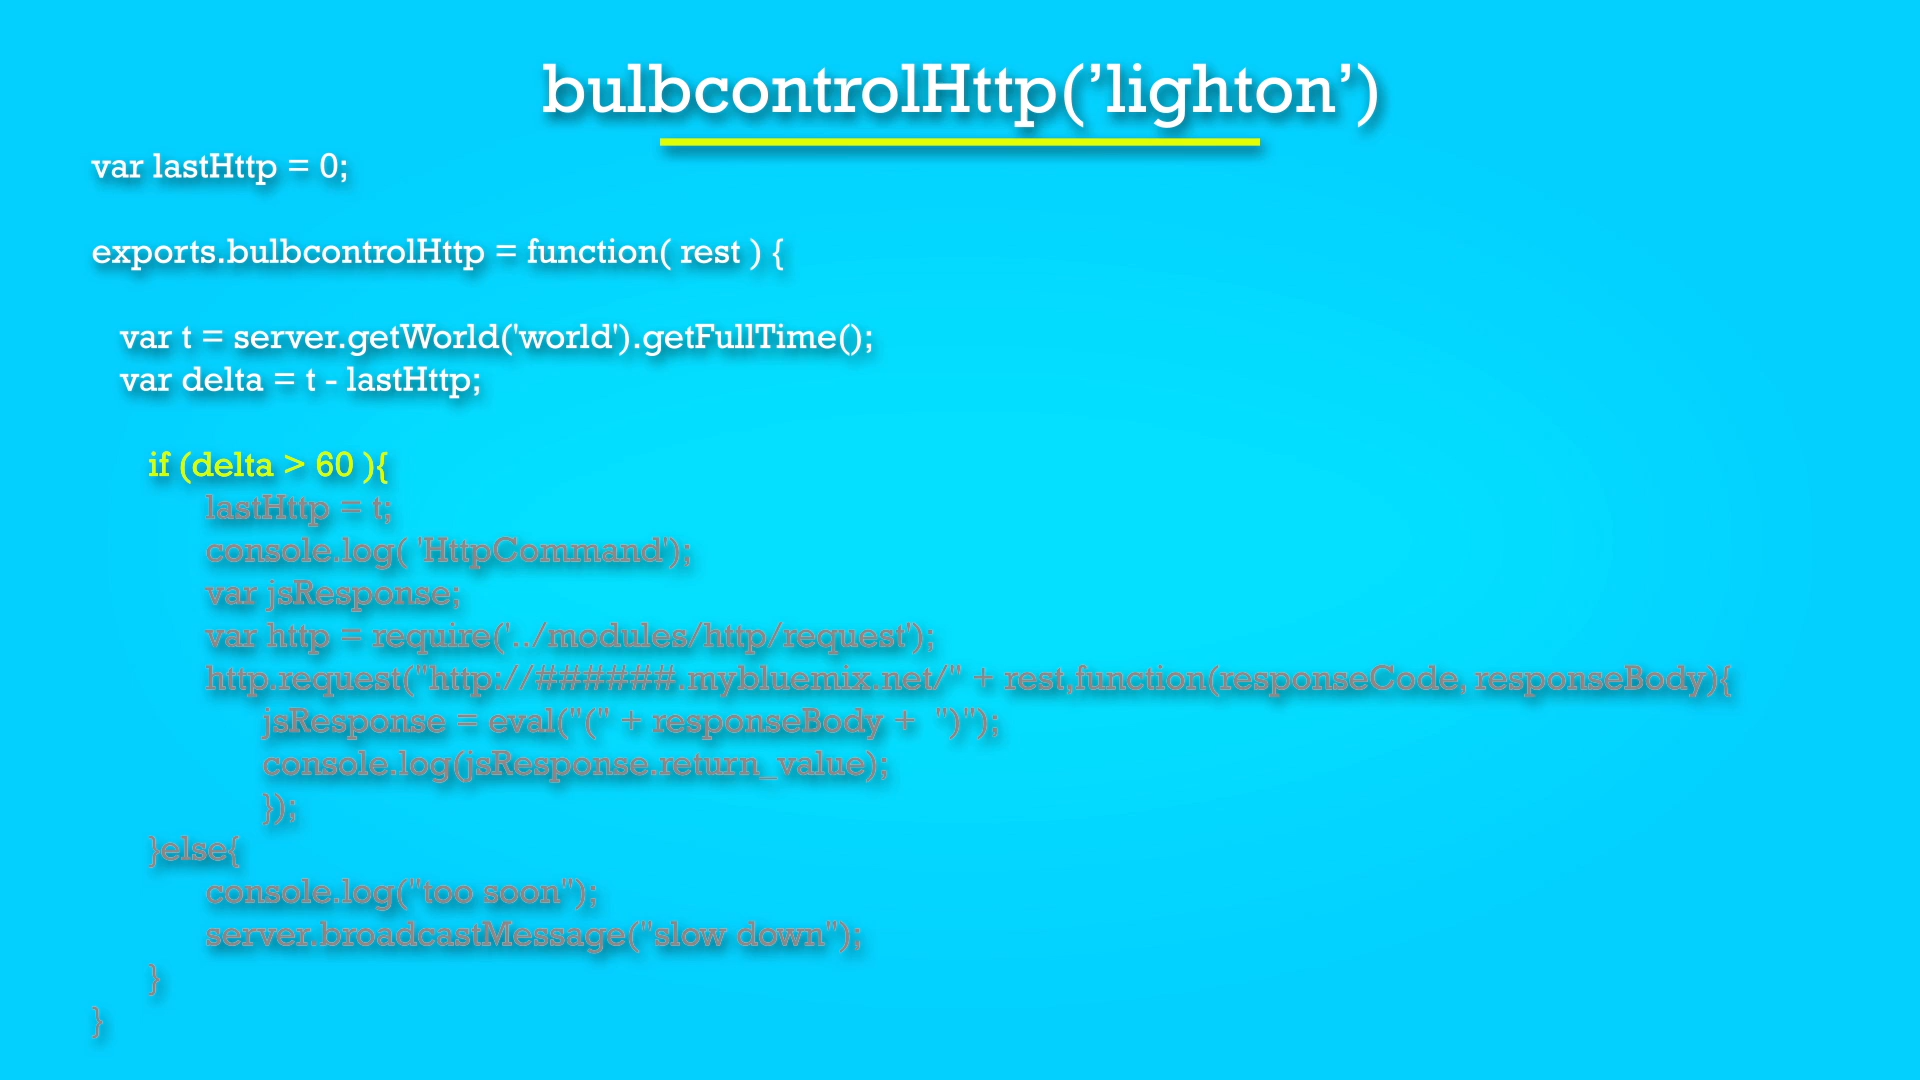 bulbcontrolHttp(’lighton’)
var lastHttp = 0;
exports.bulbcontrolHttp = function( rest ) {
var t = server.getWorld('world').getFullTime();
var delta = t - lastHttp;
if (delta > 60 ){
lastHttp = t;
console.log( 'HttpCommand');
var jsResponse;
var http = require('../modules/http/request');
http.request("http://######.mybluemix.net/" + rest,function(responseCode, responseBody){
jsResponse = eval("(" + responseBody +  ")");
console.log(jsResponse.return_value);
});
}else{
console.log("too soon");
server.broadcastMessage("slow down");
}
}